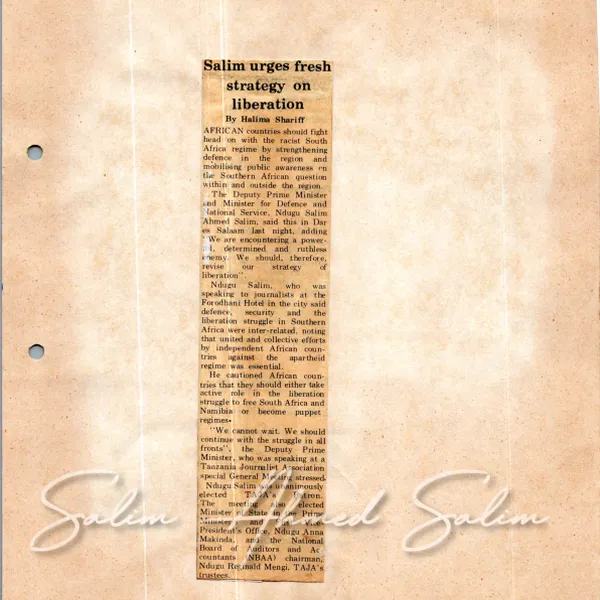 Salim urges fresh
strategy on
liberation
By Halima Shariff
AFRICAN countries should fight
head on with the racist South
Africa regime by strengthening
defence in the region and
mobilising public awareness on
the Southern African question
within and outside the region.
The Deputy Prime Minister
and Minister for Defence and
National Service, Ndugu Salim
Ahmed Salim, said this in Dar
es Salaam last night, adding
"We are encountering a power-
ful, determined and ruthless
enemy. We should, therefore,
revise our strategy of
liberation".
Ndugu Salim, who was
speaking to journalists at the
Forodhani Hotel in the city said
defence, security and the
liberation struggle in Southern
Africa were inter-related, noting
that united and collective efforts
by independent African coun-
tries against the apartheid
regime was essential.
He cautioned African coun-
tries that they should either take
active role in the liberation
struggle to free South Africa and
Namibia or become puppet
regimes.
"We cannot wait. We should
continue with the struggle in all
fronts", the Deputy Prime
Minister, who was speaking at a
Tanzania Journalist Association
special General Meeting stressed.
Ndugu Salim was unanimously
elected TAJA's patron.
The meeting also elected
Minister of State Prime
Minister
President's Office, Ndugu Anna
Makinda, and the National
Board of Auditors and Ac-
countants (NBAA) chairman,
Ndugu Reginald Mengi, TAJA's
trustees.
Salim Ahmed Salim